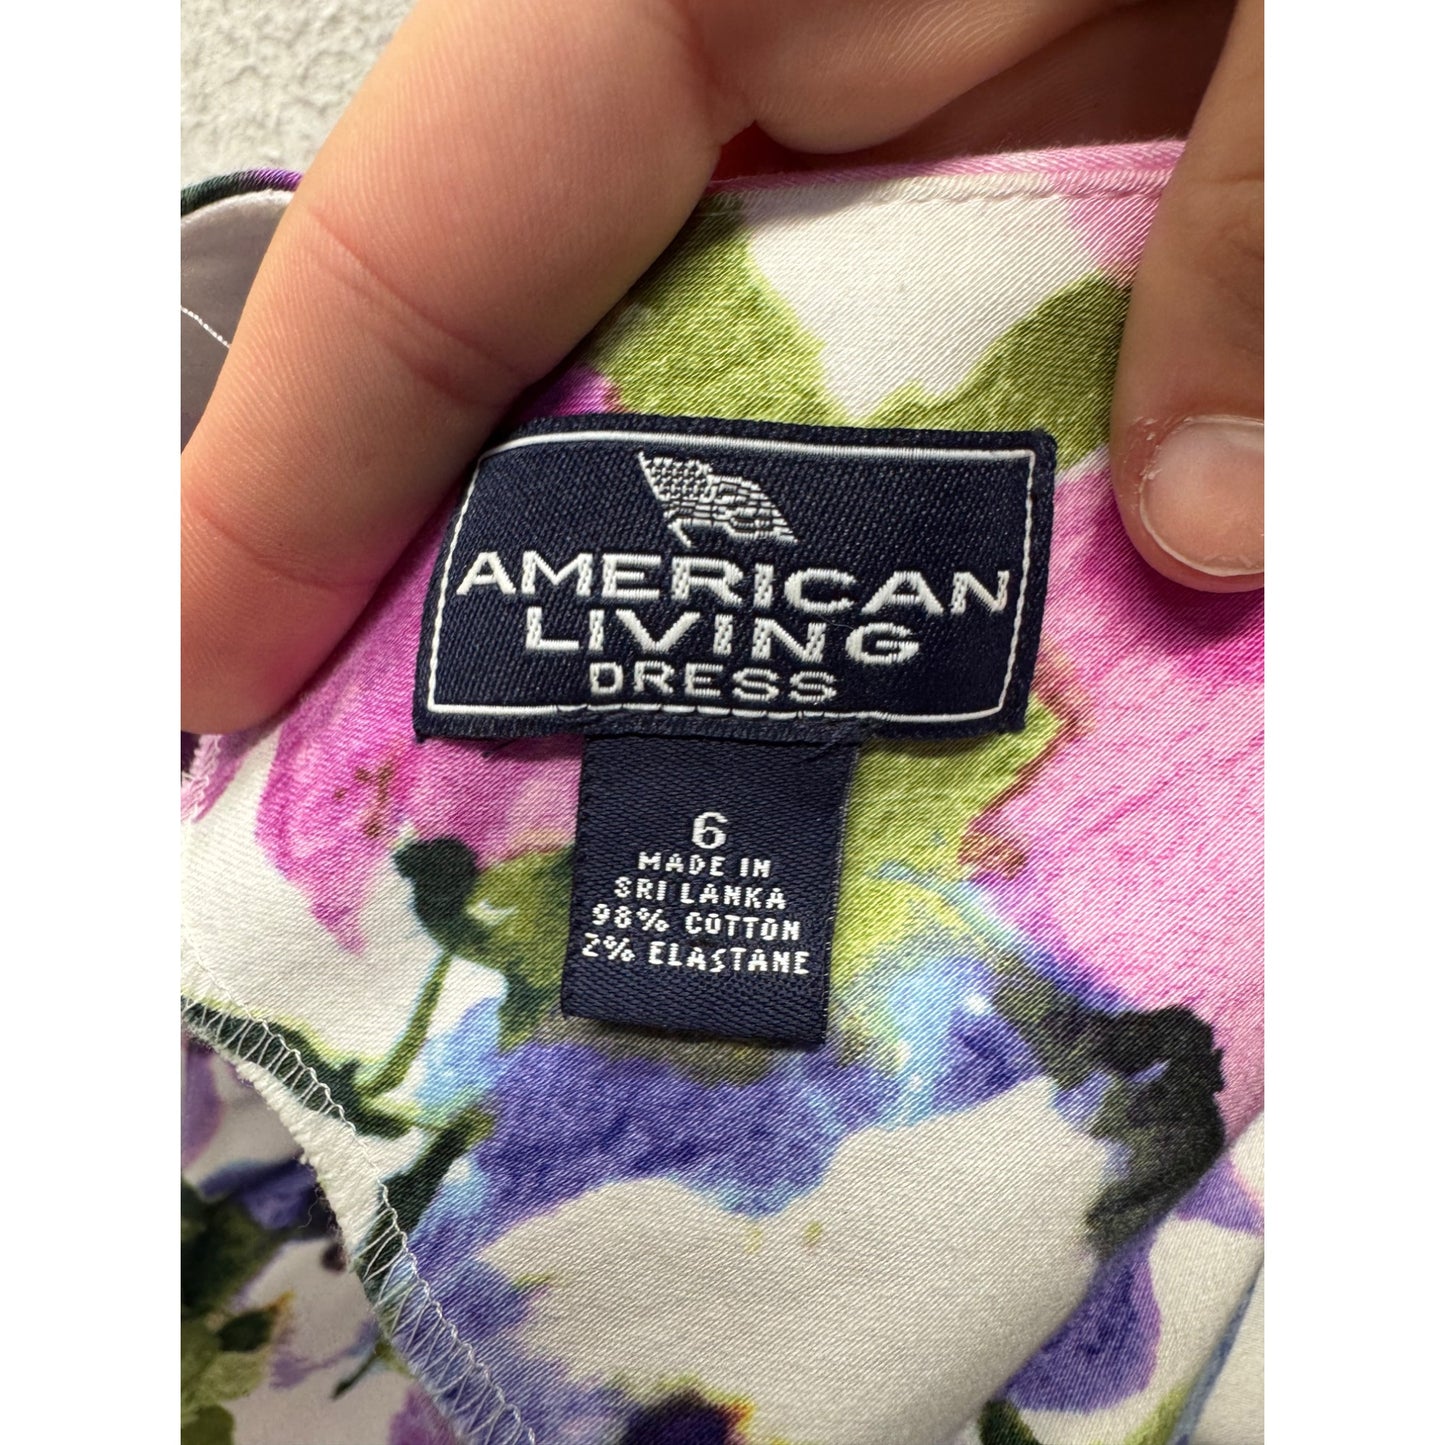 AMERICAN
LIVING
DRESS
6
MADE IN
SRI LANKA
98% COTTON
2% ELASTANE